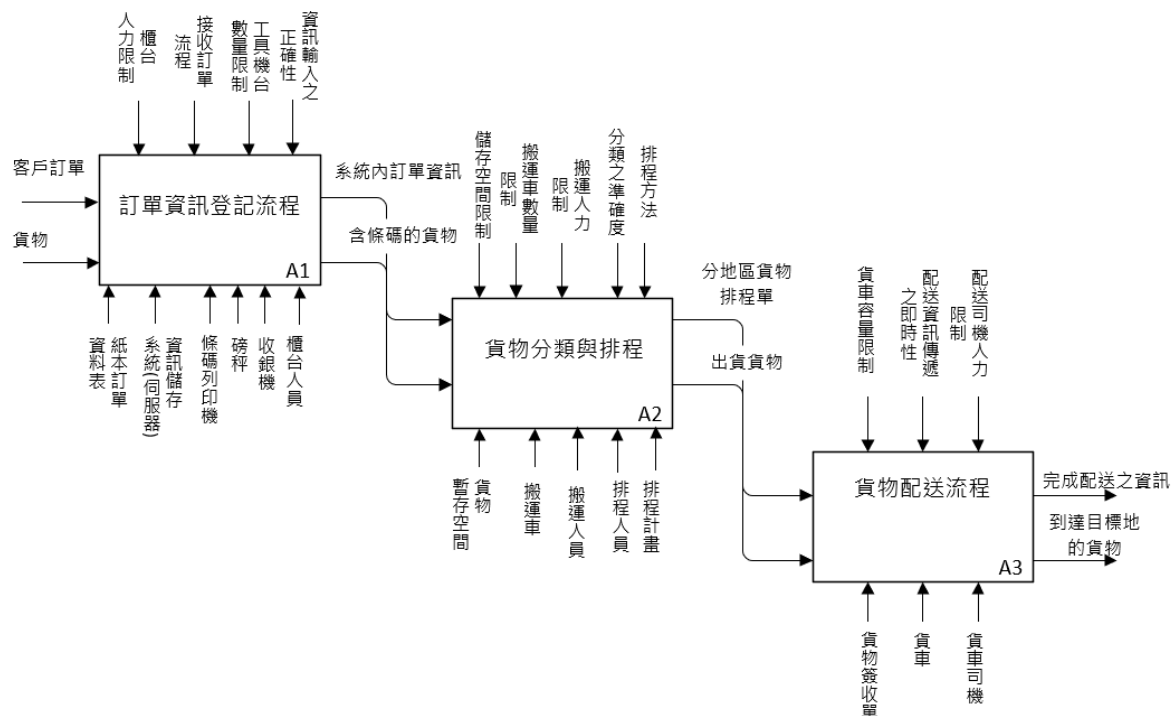 櫃台
人力限制
接收訂單
流程
工具機台
數量限制
資訊輸入之
正確性
客戶訂單
貨物
訂單資訊登記流程
A1
紙本訂單
資料表
資訊儲存
系統(伺服器)
條碼列印機
磅秤
收銀機
櫃台人員
系統內訂單資訊
含條碼的貨物
儲存空間限制
搬運車數量
限制
搬運人力
限制
分類之準確度
排程方法
貨物分類與排程
A2
貨物
暫存空間
搬運車
搬運人員
排程人員
排程計畫
分地區貨物
排程單
出貨貨物
貨車容量限制
配送資訊傳遞
之即時性
配送司機人力
限制
貨物配送流程
A3
貨物簽收單
貨車
貨車司機
完成配送之資訊
到達目標地
的貨物